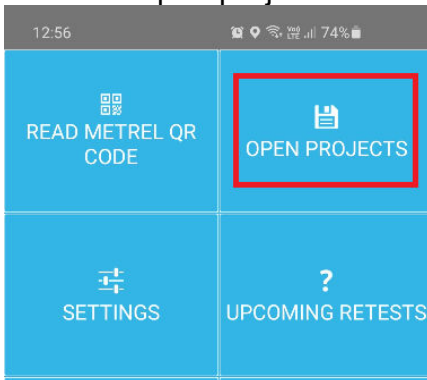 12:56
74%
READ METREL QR
CODE
OPEN PROJECTS
SETTINGS
?
UPCOMING RETESTS